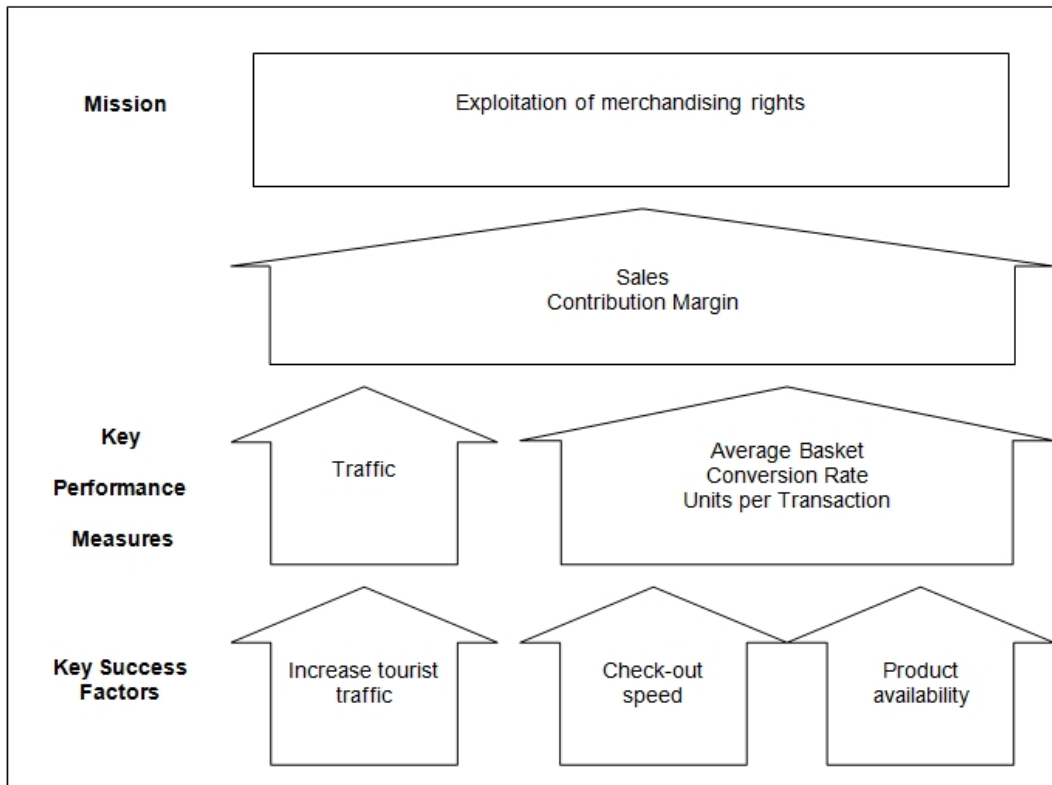 Mission
Exploitation of merchandising rights
Sales
Contribution Margin
Key
Performance
Measures
Traffic
Average Basket
Conversion Rate
Units per Transaction
Key Success
Factors
Increase tourist
traffic
Check-out
speed
Product
availability